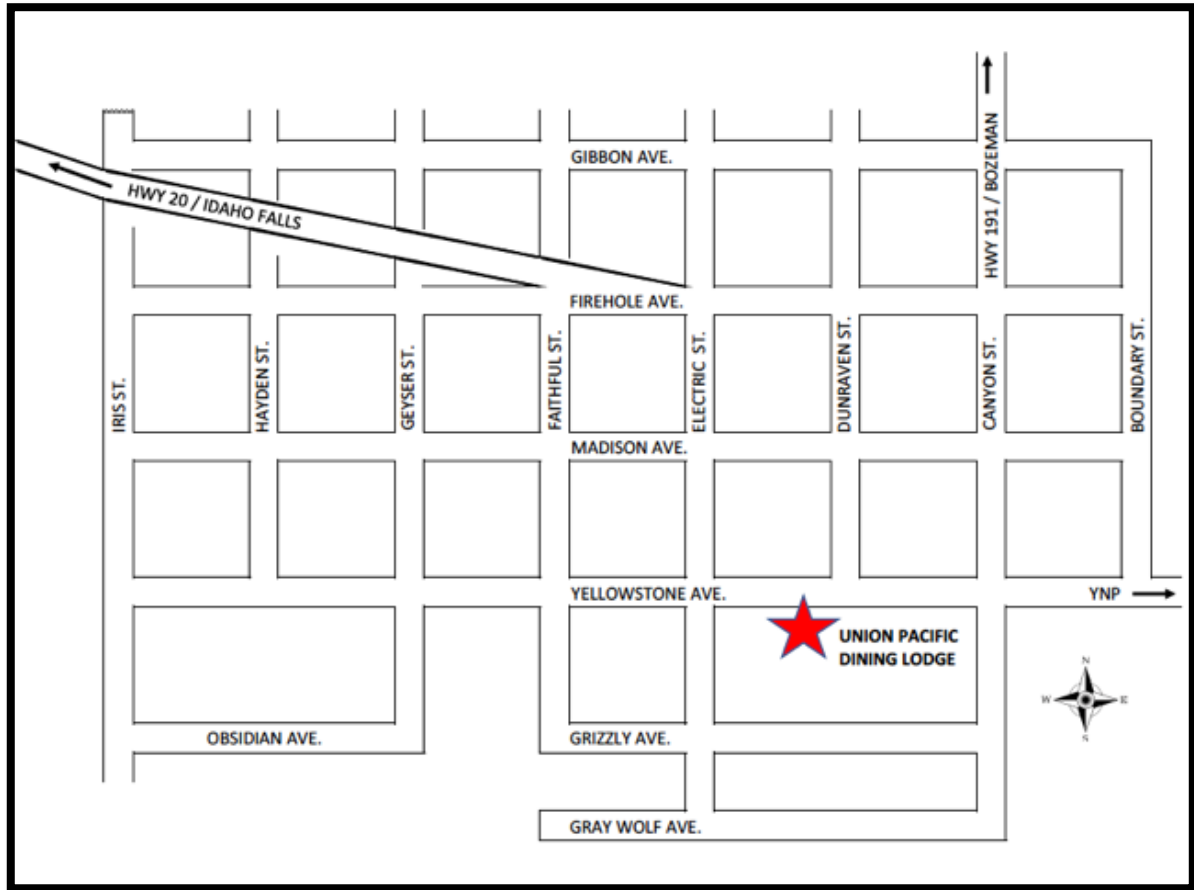 GIBBON AVE.
HWY 191 / BOZEMAN
HWY 20 / IDAHO FALLS
FIREHOLE AVE.
IRIS ST.
HAYDEN ST.
GEYSER ST.
FAITHFUL ST.
ELECTRIC ST.
DUNRAVEN ST.
CANYON ST.
BOUNDARY ST.
MADISON AVE.
YELLOWSTONE AVE.
YNP
UNION PACIFIC
DINING LODGE
N
W
E
S
OBSIDIAN AVE.
GRIZZLY AVE.
GRAY WOLF AVE.